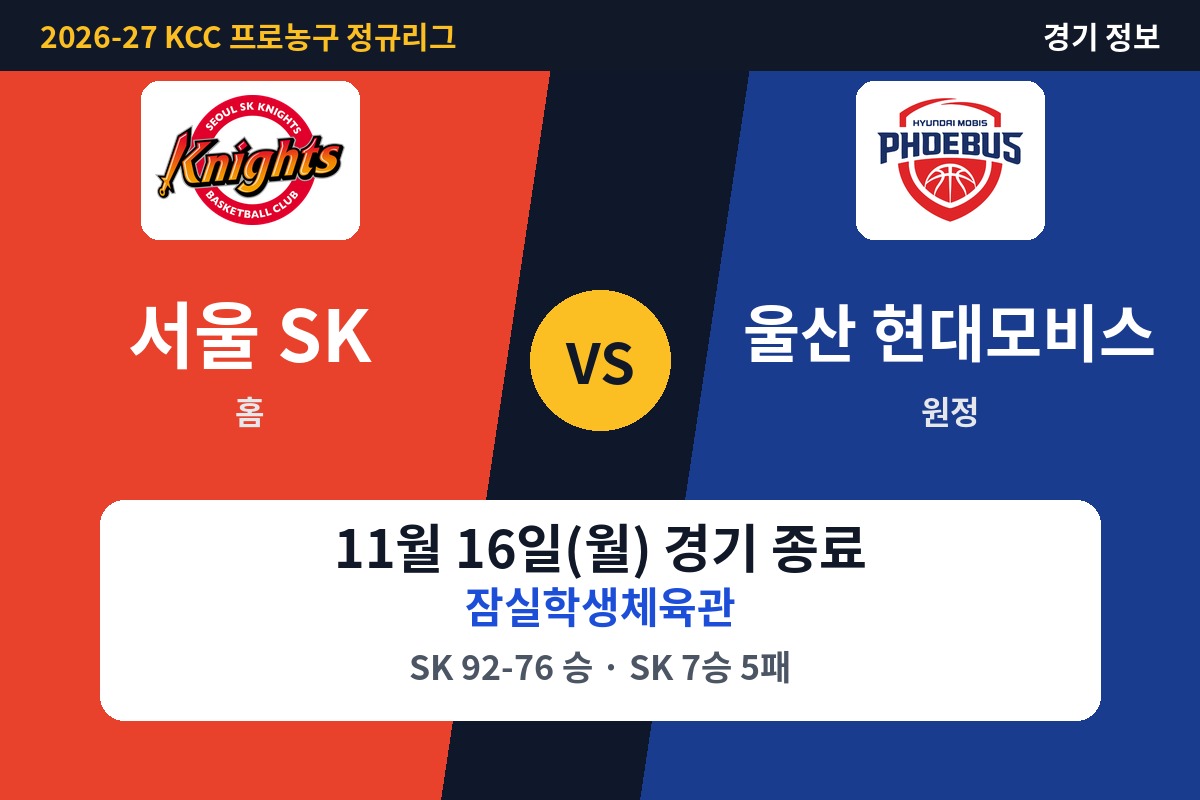 2026-27 KCC 프로농구 정규리그
경기 정보
SEOUL SK KNIGHTS
Knights
BASKETBALL CLUB
HYUNDAI MOBIS
PHOEBUS
서울 SK
홈
VS
울산 현대모비스
원정
11월 16일(월) 경기 종료
잠실학생체육관
SK 92-76 승 · SK 7승 5패